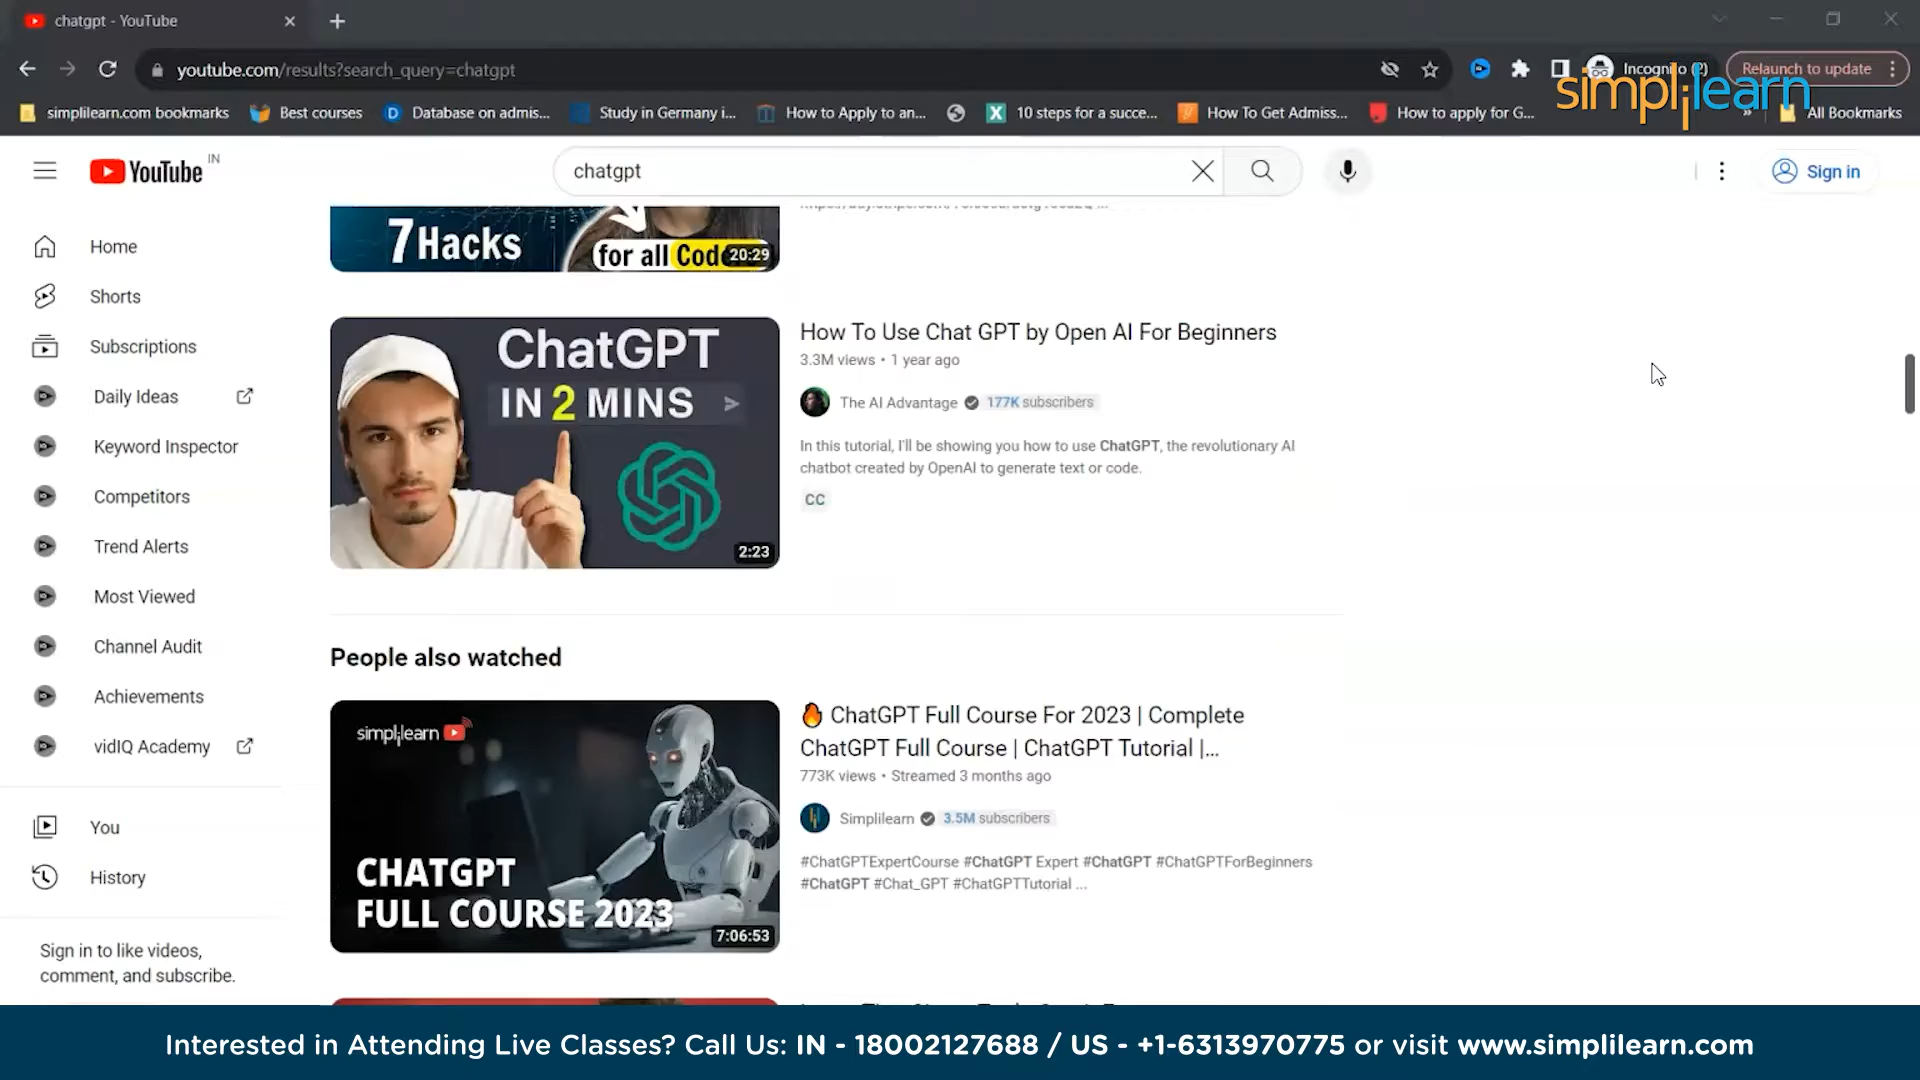 chatgpt - YouTube
youtube.com/results?search_query=chatgpt
Incognito (2)
Relaunch to update
simplilearn
simplilearn.com bookmarks
Best courses
Database on admis...
Study in Germany i...
How to Apply to an...
10 steps for a succe...
How To Get Admiss...
How to apply for G...
»
All Bookmarks
YouTube IN
chatgpt
Sign in
Home
Shorts
Subscriptions
Daily Ideas
Keyword Inspector
Competitors
Trend Alerts
Most Viewed
Channel Audit
Achievements
vidIQ Academy
You
History
Sign in to like videos,
comment, and subscribe.
7Hacks
for all
20:29
ChatGPT
IN 2 MINS
2:23
How To Use Chat GPT by Open AI For Beginners
3.3M views • 1 year ago
The AI Advantage
177K subscribers
In this tutorial, I'll be showing you how to use ChatGPT, the revolutionary AI
chatbot created by OpenAI to generate text or code.
CC
People also watched
simplilearn
CHATGPT
FULL COURSE 2023
7:06:53
🔥 ChatGPT Full Course For 2023 | Complete
ChatGPT Full Course | ChatGPT Tutorial |...
773K views • Streamed 3 months ago
Simplilearn
3.5M subscribers
#ChatGPTExpertCourse #ChatGPT Expert #ChatGPT #ChatGPTForBeginners
#ChatGPT #Chat_GPT #ChatGPTTutorial ...
Interested in Attending Live Classes? Call Us: IN - 18002127688 / US - +1-6313970775 or visit www.simplilearn.com